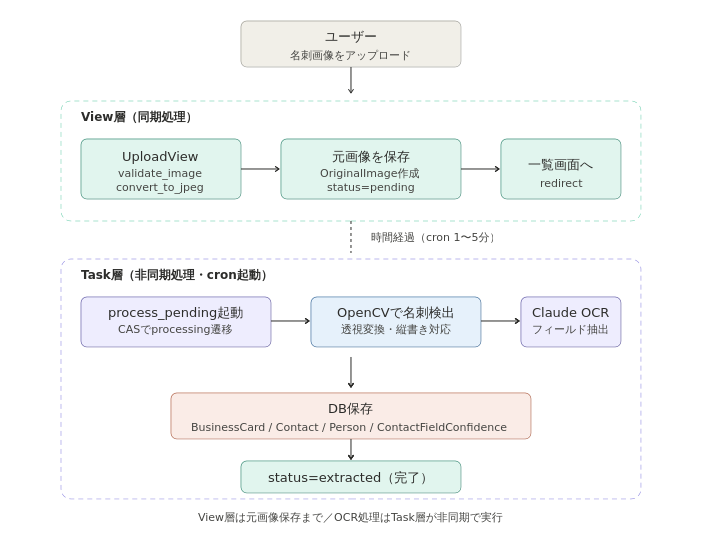 ユーザー
名刺画像をアップロード
View層（同期処理）
UploadView
validate_image
convert_to_jpeg
元画像を保存
OriginalImage作成
status=pending
一覧画面へ
redirect
時間経過（cron 1〜5分）
Task層（非同期処理・cron起動）
process_pending起動
CASでprocessing遷移
OpenCVで名刺検出
透視変換・縦書き対応
Claude OCR
フィールド抽出
DB保存
BusinessCard / Contact / Person / ContactFieldConfidence
status=extracted（完了）
View層は元画像保存まで／OCR処理はTask層が非同期で実行